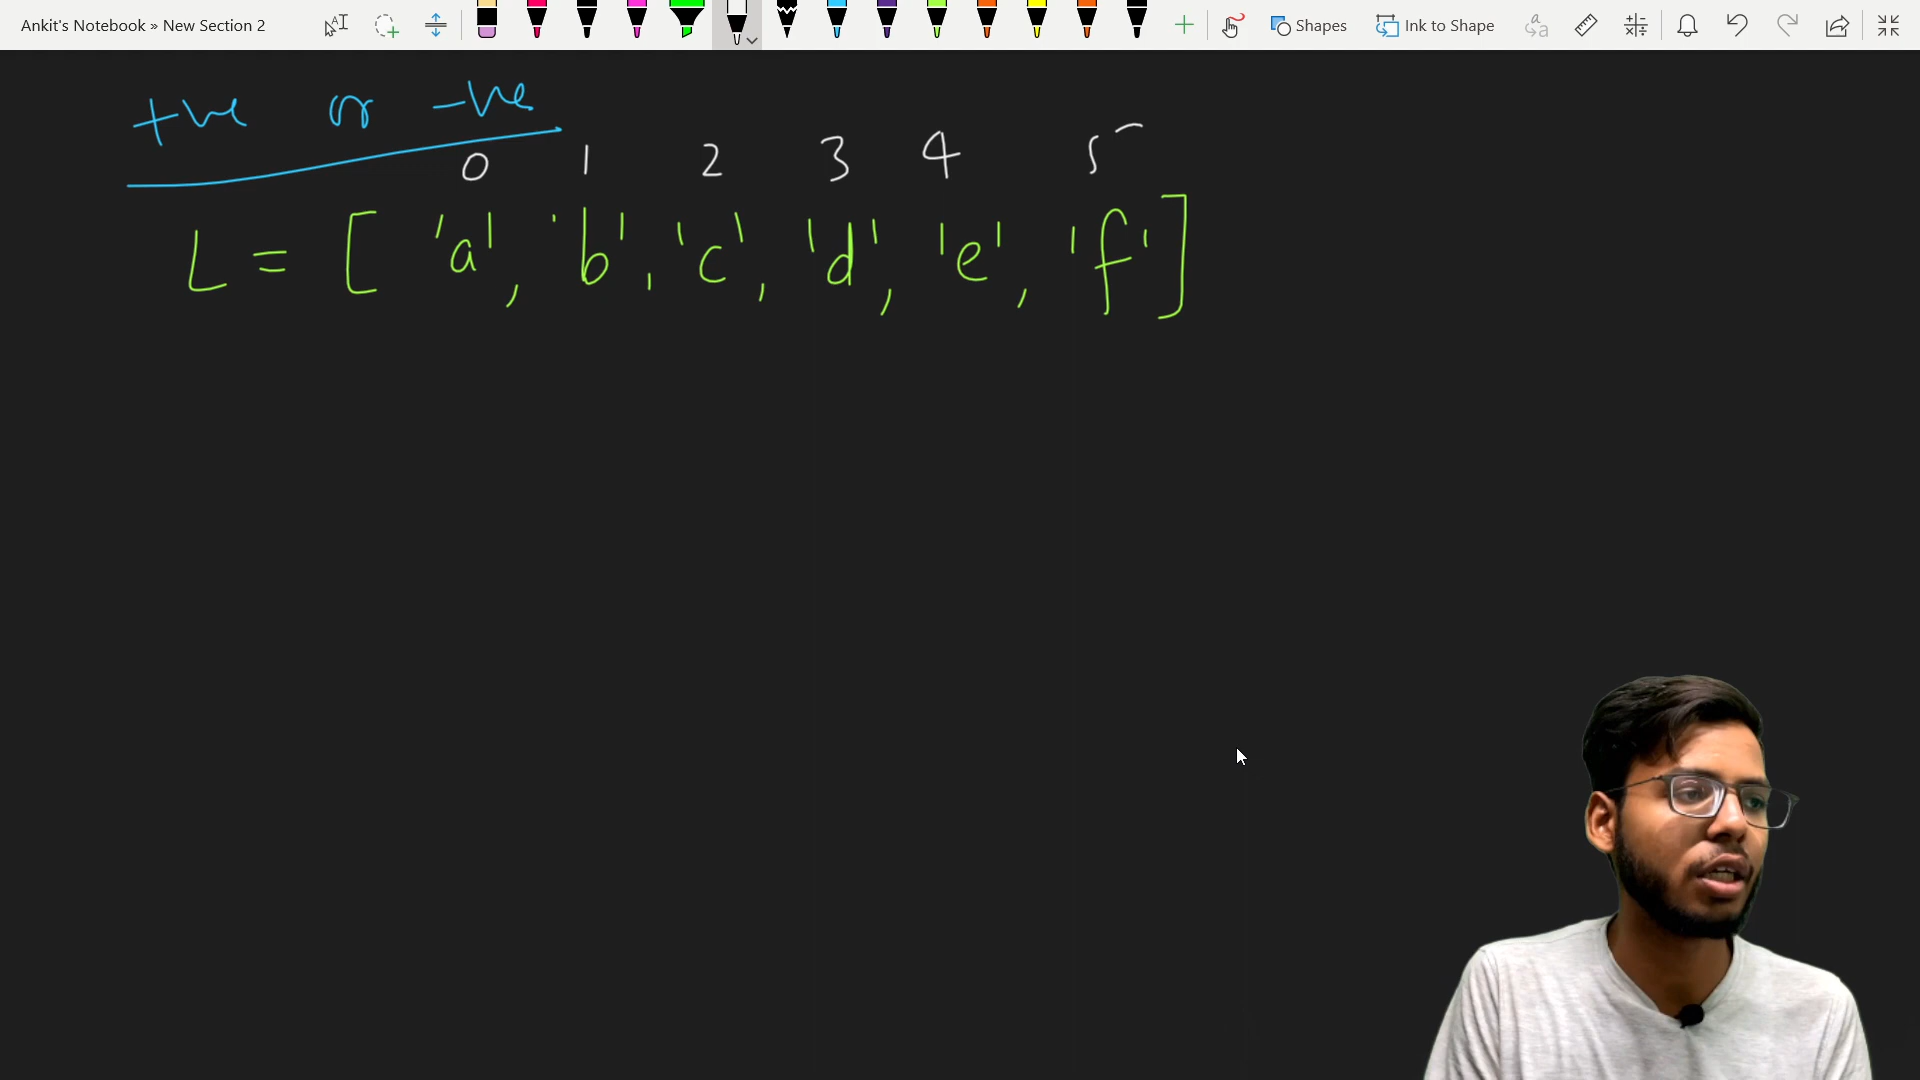 Ankit's Notebook » New Section 2 Shapes Ink to Shape
+ve or -ve
0 1 2 3 4 5
L = [ 'a', 'b', 'c', 'd', 'e', 'f' ]